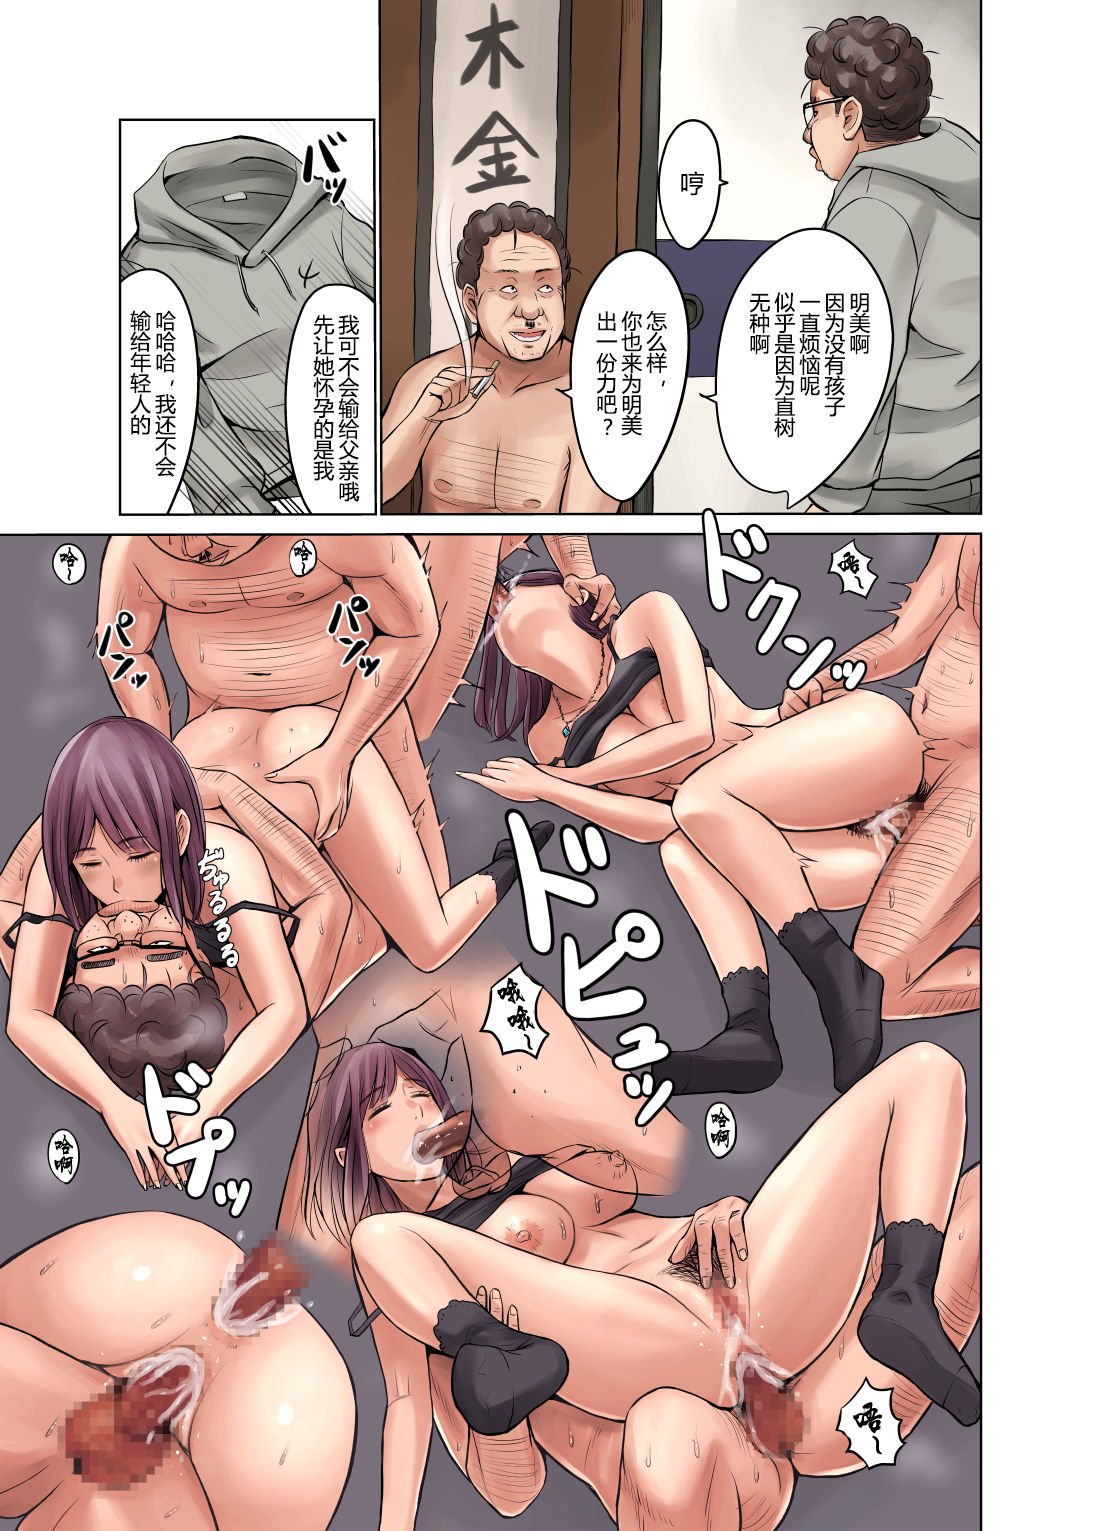 木
金
哼
明美啊
因为没有孩子
一直烦恼呢
似乎是因为直树
无种啊
怎么样，
你也来为明美
出一份力吧？
バッ
我可不会输给父亲哦
先让她怀孕的是我
哈哈哈，我还不会
输给年轻人的
唔～
ドクンッ
哈～
哈～
パンッ
パンッ
ぢゅるるる
ドピュッ
哦
哦～
ドプッ
哈
啊
哈
啊
唔～